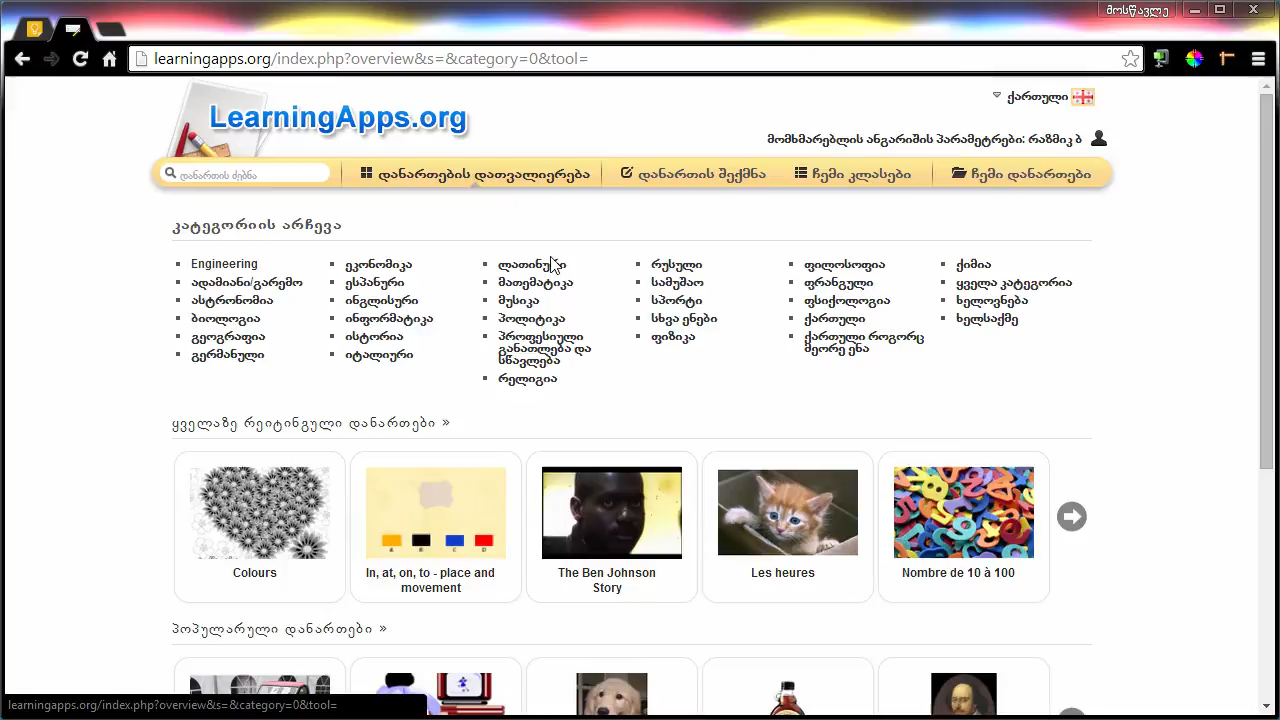 მოსწავლე
learningapps.org/index.php?overview&s=&category=0&tool=
LearningApps.org
ქართული
მომხმარებლის ანგარიშის პარამეტრები: რაზმიკ ბ
დანართის ძებნა
დანართების დათვალიერება
დანართის შექმნა
ჩემი კლასები
ჩემი დანართები
კატეგორიის არჩევა
Engineering
ადამიანი/გარემო
ასტრონომია
ბიოლოგია
გეოგრაფია
გერმანული
ეკონომიკა
ესპანური
ინგლისური
ინფორმატიკა
ისტორია
იტალიური
ლათინური
მათემატიკა
მუსიკა
პოლიტიკა
პროფესიული
განათლება და
სწავლება
რელიგია
რუსული
სამუშაო
სპორტი
სხვა ენები
ფიზიკა
ფილოსოფია
ფრანგული
ფსიქოლოგია
ქართული
ქართული როგორც
მეორე ენა
ქიმია
ყველა კატეგორია
ხელოვნება
ხელსაქმე
ყველაზე რეიტინგული დანართები »
A B C D
Colours
In, at, on, to - place and
movement
The Ben Johnson
Story
Les heures
Nombre de 10 à 100
პოპულარული დანართები »
learningapps.org/index.php?overview&s=&category=0&tool=